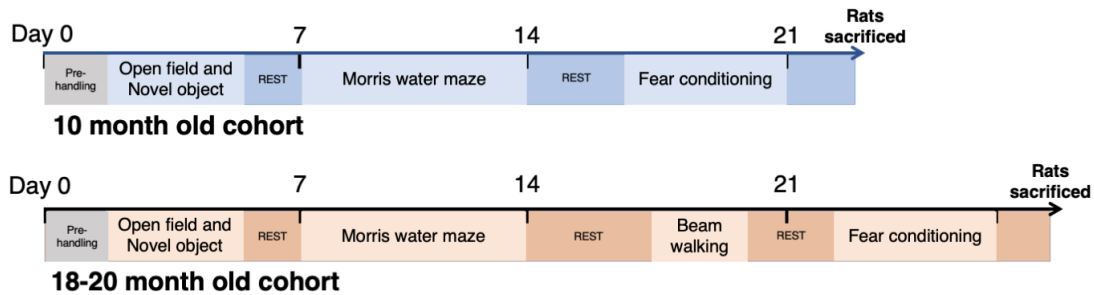 Rats
sacrificed
Day 0 7 14 21
Pre-
handling
Open field and
Novel object
REST
Morris water maze
REST
Fear conditioning
10 month old cohort
Rats
sacrificed
Day 0 7 14 21
Pre-
handling
Open field and
Novel object
REST
Morris water maze
REST
Beam
walking
REST
Fear conditioning
18-20 month old cohort